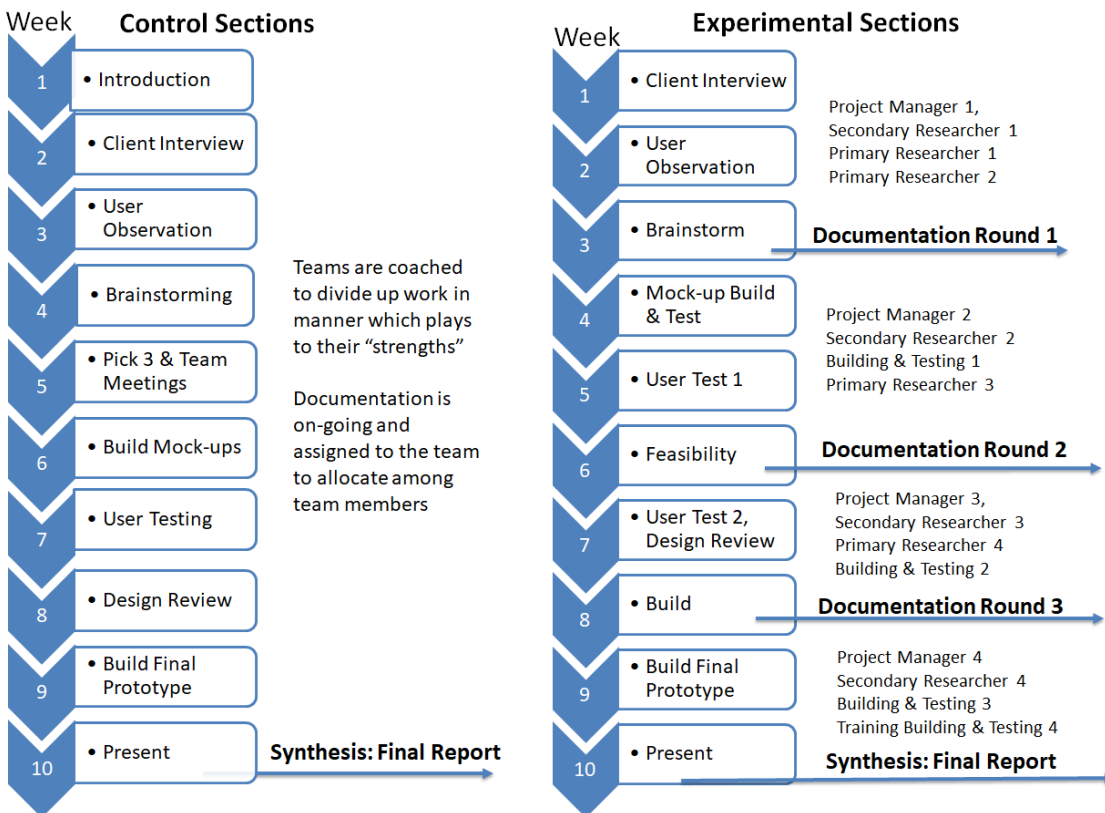 Week
Control Sections
1
• Introduction
2
• Client Interview
3
• User
Observation
4
• Brainstorming
5
• Pick 3 & Team
Meetings
6
• Build Mock-ups
7
• User Testing
8
• Design Review
9
• Build Final
Prototype
10
• Present
Teams are coached
to divide up work in
manner which plays
to their “strengths”
Documentation is
on-going and
assigned to the team
to allocate among
team members
Synthesis: Final Report
Week
Experimental Sections
1
• Client Interview
2
• User
Observation
Project Manager 1,
Secondary Researcher 1
Primary Researcher 1
Primary Researcher 2
3
• Brainstorm
Documentation Round 1
4
• Mock-up Build
& Test
5
• User Test 1
Project Manager 2
Secondary Researcher 2
Building & Testing 1
Primary Researcher 3
6
• Feasibility
Documentation Round 2
7
• User Test 2,
Design Review
Project Manager 3,
Secondary Researcher 3
Primary Researcher 4
Building & Testing 2
8
• Build
Documentation Round 3
9
• Build Final
Prototype
Project Manager 4
Secondary Researcher 4
Building & Testing 3
Training Building & Testing 4
10
• Present
Synthesis: Final Report